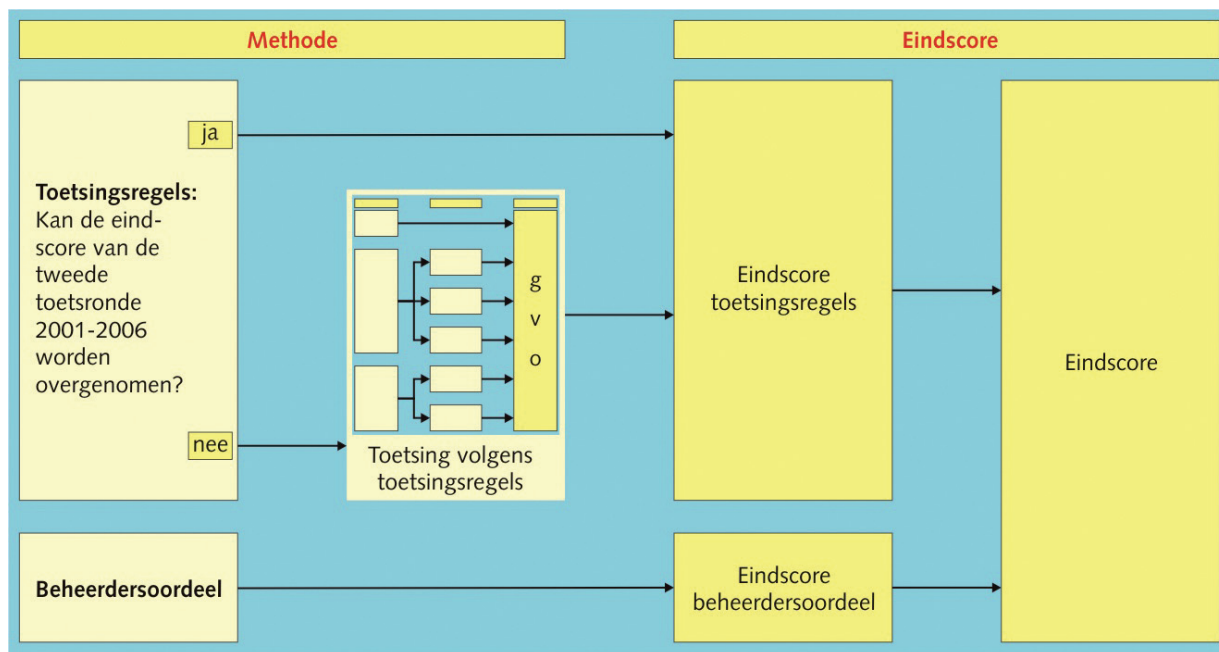 Methode
Eindscore
ja
Toetsingsregels:
Kan de eind-
score van de
tweede
toetsronde
2001-2006
worden
overgenomen?
nee
g
v
o
Toetsing volgens
toetsingsregels
Eindscore
toetsingsregels
Eindscore
Beheerdersoordeel
Eindscore
beheerdersoordeel